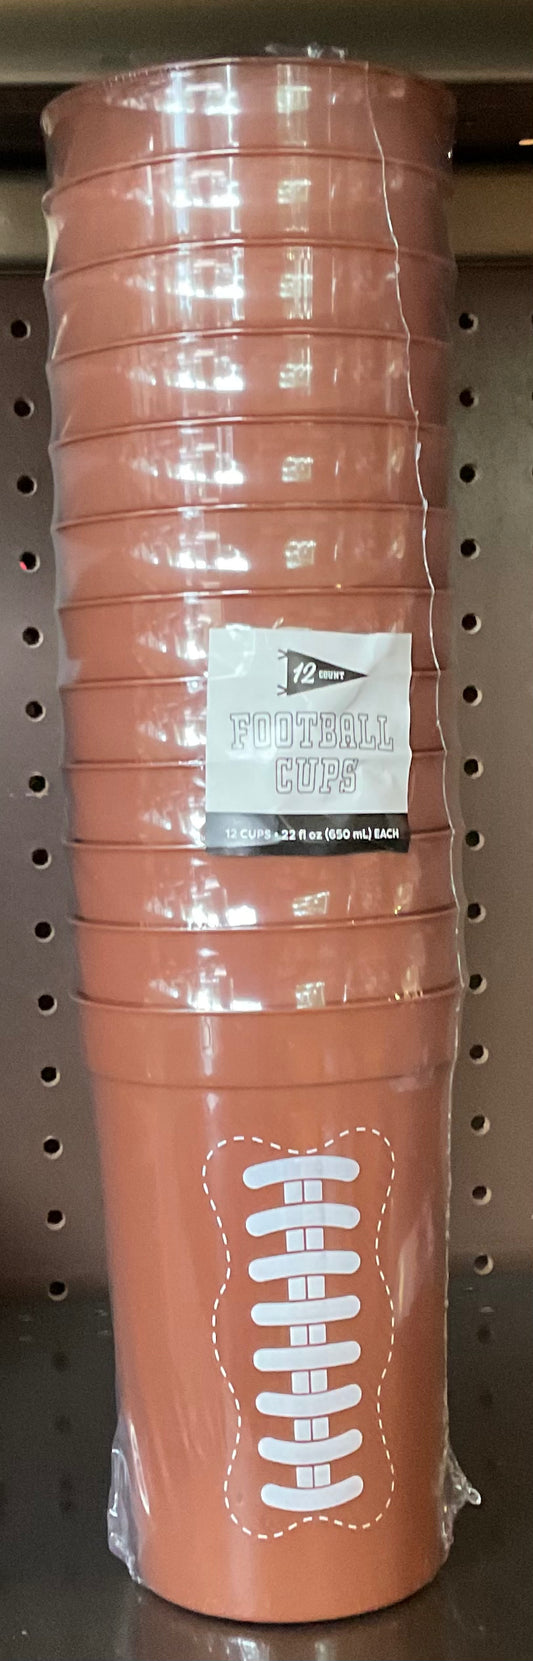 12 COUNT
FOOTBALL
CUPS
12 CUPS • 22 fl oz (650 mL) EACH